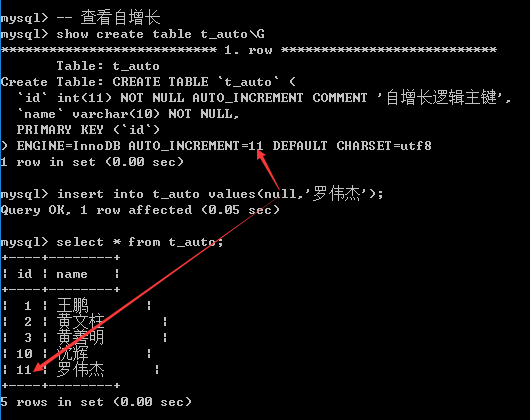 mysql> -- 查看自增长
mysql> show create table t_auto\G
*************************** 1. row ***************************
       Table: t_auto
Create Table: CREATE TABLE `t_auto` (
  `id` int(11) NOT NULL AUTO_INCREMENT COMMENT '自增长逻辑主键',
  `name` varchar(10) NOT NULL,
  PRIMARY KEY (`id`)
) ENGINE=InnoDB AUTO_INCREMENT=11 DEFAULT CHARSET=utf8
1 row in set (0.00 sec)
mysql> insert into t_auto values(null,'罗伟杰');
Query OK, 1 row affected (0.05 sec)
mysql> select * from t_auto;
+----+--------+
| id | name   |
+----+--------+
|  1 | 王鹏       |
|  2 | 黄文柱        |
|  3 | 黄善明        |
| 10 | 沈辉       |
| 11 | 罗伟杰       |
+----+--------+
5 rows in set (0.00 sec)